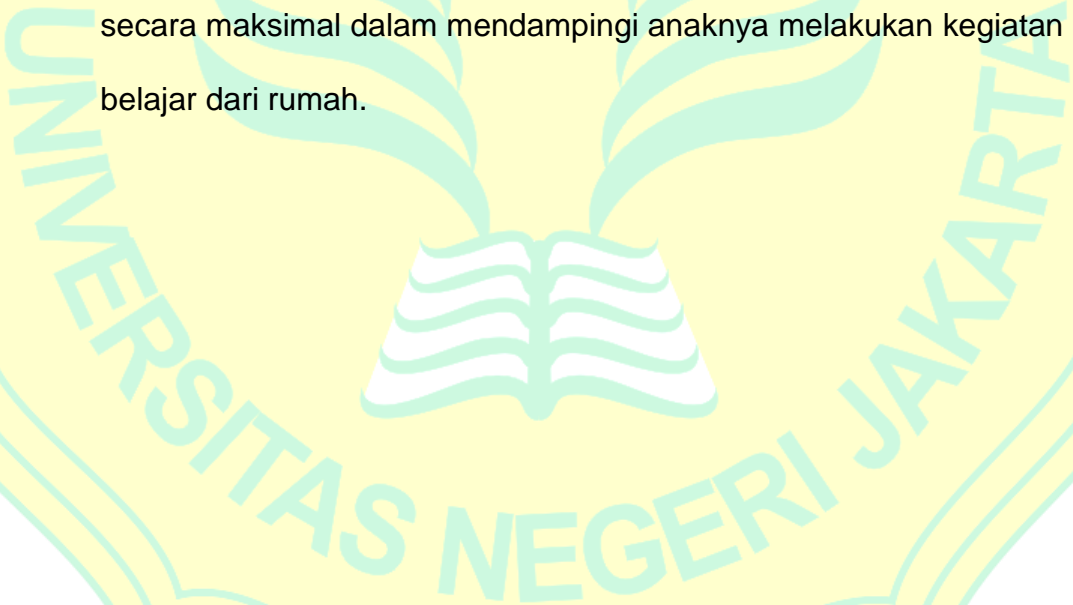 secara maksimal dalam mendampingi anaknya melakukan kegiatan
belajar dari rumah.
UNIVERSITAS NEGERI JAKARTA